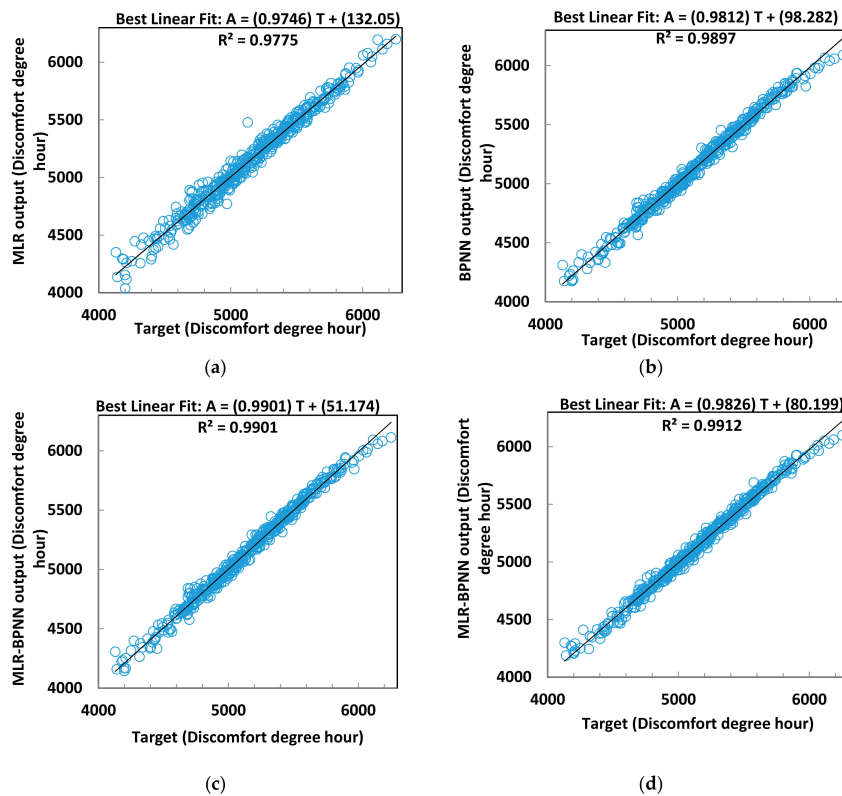 Best Linear Fit: A = (0.9746) T + (132.05)
R² = 0.9775
MLR output (Discomfort degree
hour)
6000
5500
5000
4500
4000
4000 5000 6000
Target (Discomfort degree hour)
(a)
Best Linear Fit: A = (0.9812) T + (98.282)
R² = 0.9897
BPNN output (Discomfort degree
hour)
6000
5500
5000
4500
4000
4000 5000 6000
Target (Discomfort degree hour)
(b)
Best Linear Fit: A = (0.9901) T + (51.174)
R² = 0.9901
MLR-BPNN output (Discomfort degree
hour)
6000
5500
5000
4500
4000
4000 5000 6000
Target (Discomfort degree hour)
(c)
Best Linear Fit: A = (0.9826) T + (80.199)
R² = 0.9912
MLR-BPNN output (Discomfort
degree hour)
6000
5500
5000
4500
4000
4000 5000 6000
Target (Discomfort degree hour)
(d)